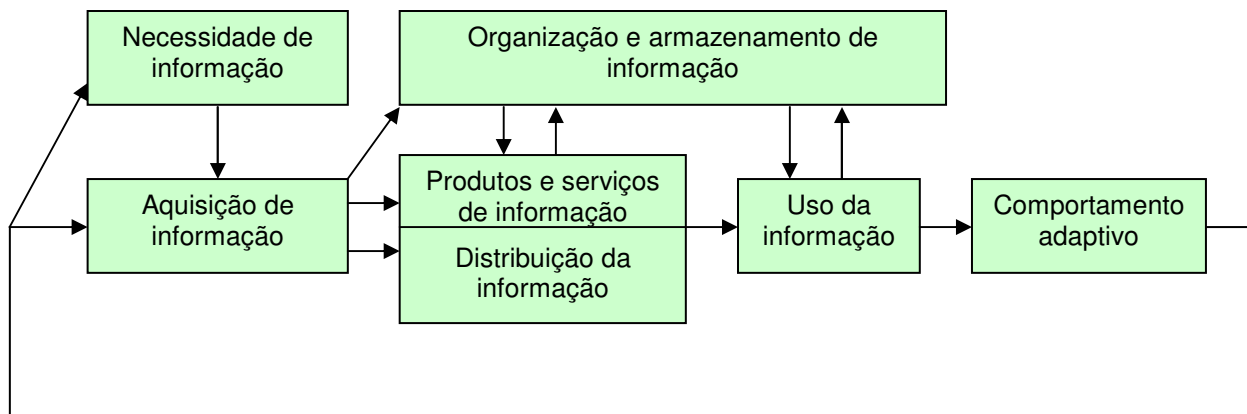 Necessidade de
informação
Organização e armazenamento de
informação
Aquisição de
informação
Produtos e serviços
de informação
Distribuição da
informação
Uso da
informação
Comportamento
adaptivo